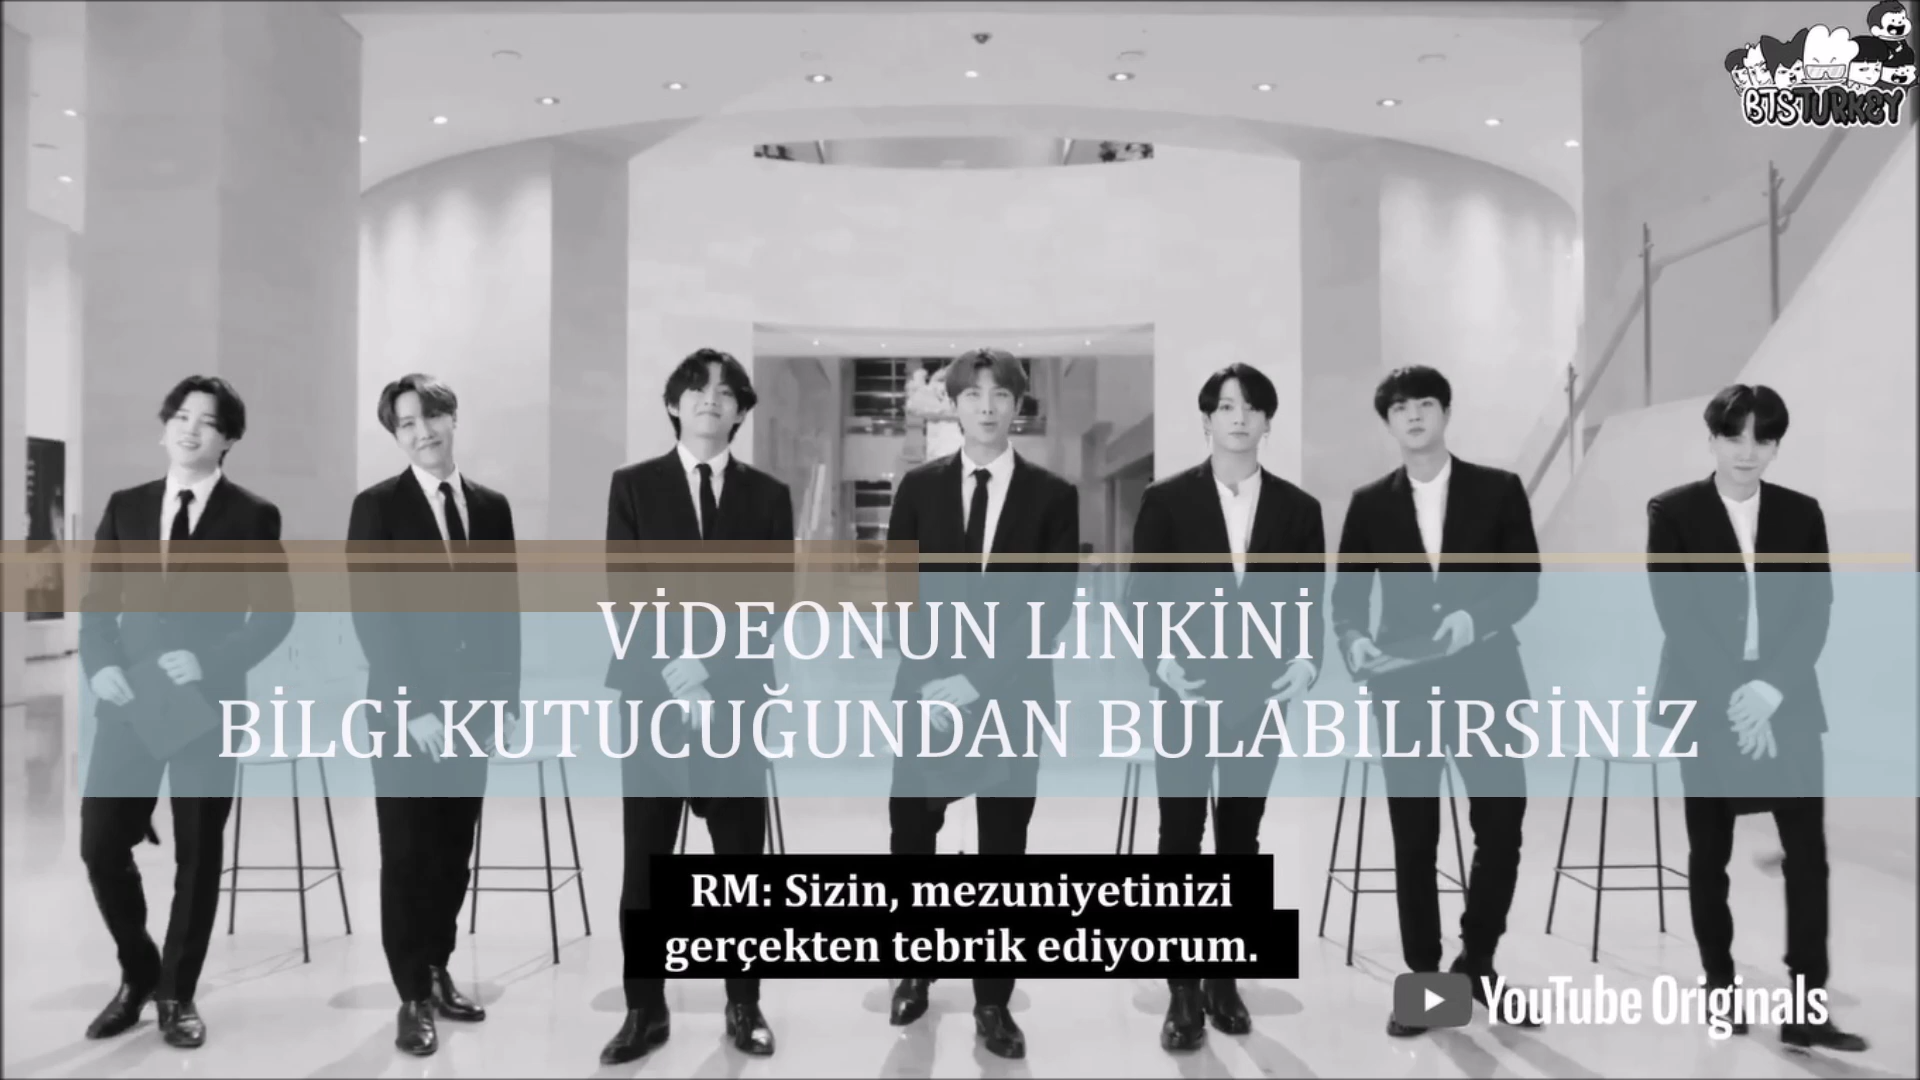 BTSTURKEY
VİDEONUN LİNKİNİ
BİLGİ KUTUCUĞUNDAN BULABİLİRSİNİZ
RM: Sizin, mezuniyetinizi
gerçekten tebrik ediyorum.
YouTube Originals